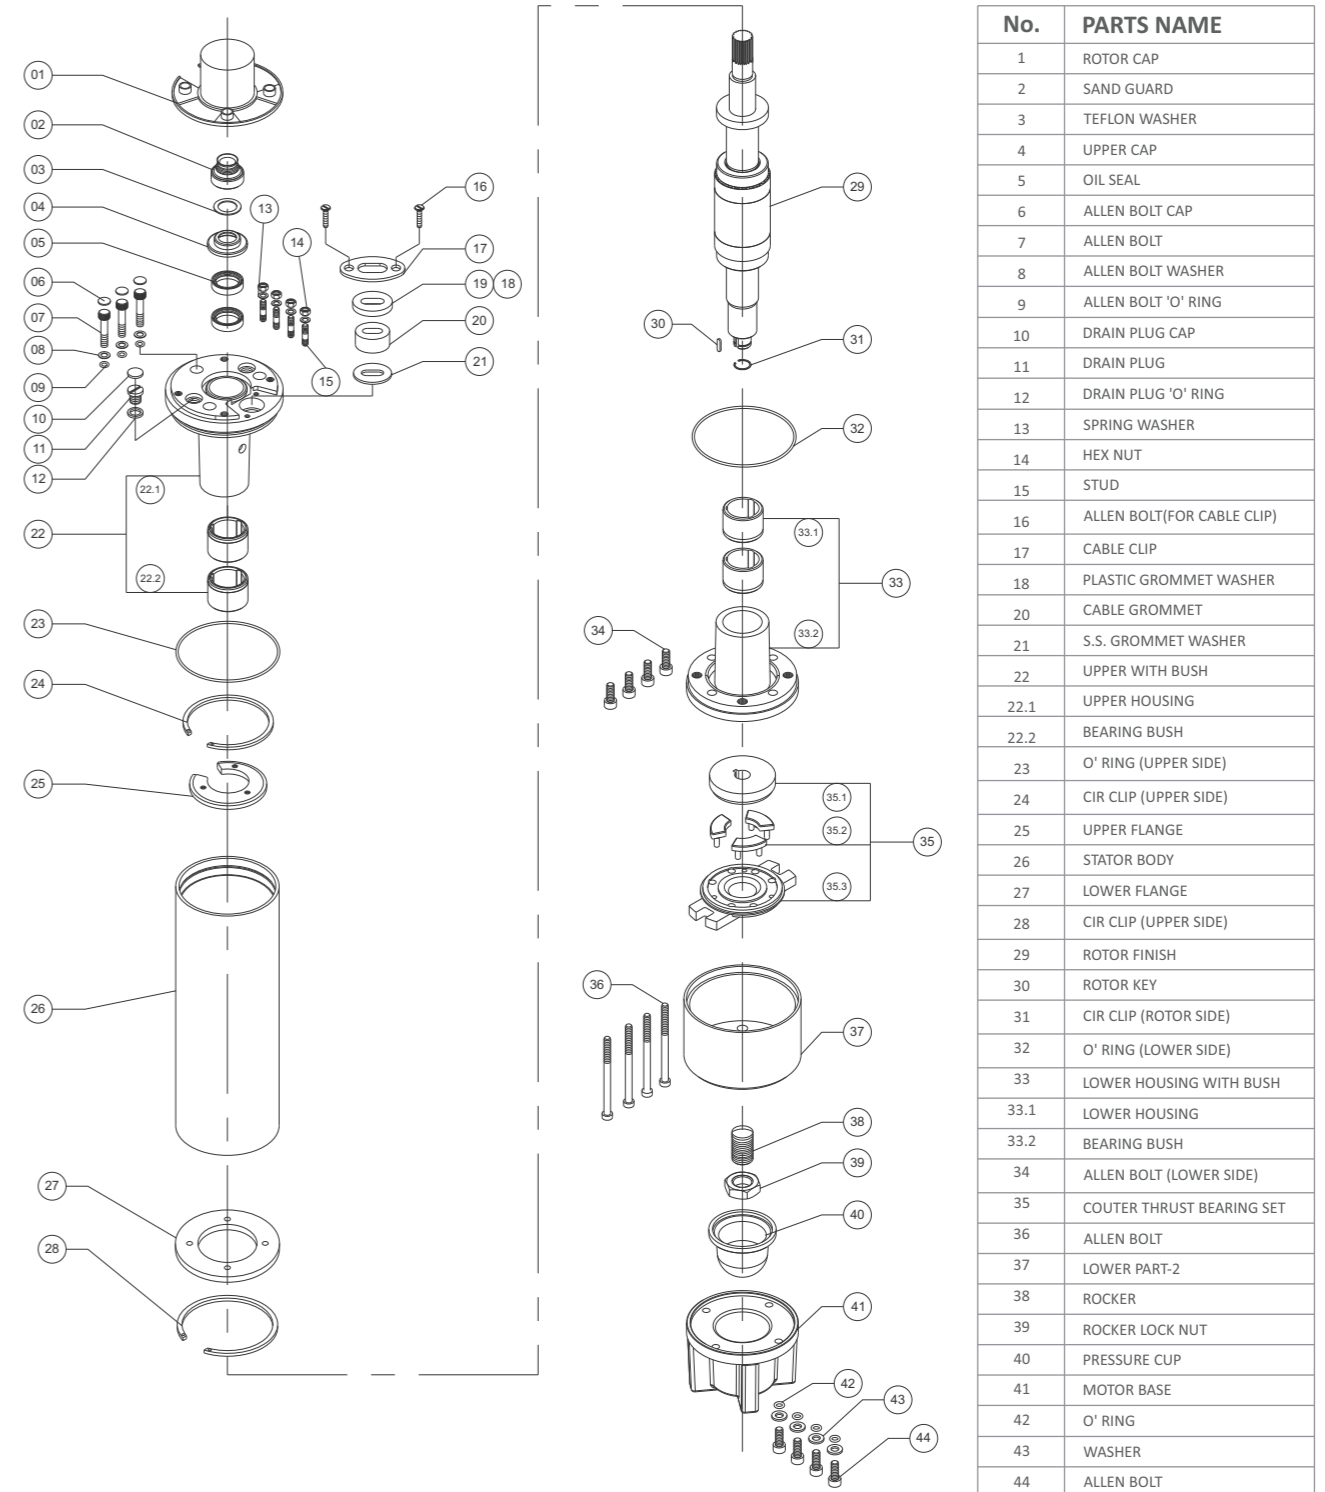 01
02
03
04
05
06
07
08
09
10
11
12
13
14
15
16
17
19 18
20
21
22.1
22
22.2
23
24
25
26
27
28
29
30
31
32
33.1
33
33.2
34
35.1
35.2
35
35.3
36
37
38
39
40
41
42
43
44
No. PARTS NAME
1 ROTOR CAP
2 SAND GUARD
3 TEFLON WASHER
4 UPPER CAP
5 OIL SEAL
6 ALLEN BOLT CAP
7 ALLEN BOLT
8 ALLEN BOLT WASHER
9 ALLEN BOLT 'O' RING
10 DRAIN PLUG CAP
11 DRAIN PLUG
12 DRAIN PLUG 'O' RING
13 SPRING WASHER
14 HEX NUT
15 STUD
16 ALLEN BOLT(FOR CABLE CLIP)
17 CABLE CLIP
18 PLASTIC GROMMET WASHER
20 CABLE GROMMET
21 S.S. GROMMET WASHER
22 UPPER WITH BUSH
22.1 UPPER HOUSING
22.2 BEARING BUSH
23 O' RING (UPPER SIDE)
24 CIR CLIP (UPPER SIDE)
25 UPPER FLANGE
26 STATOR BODY
27 LOWER FLANGE
28 CIR CLIP (UPPER SIDE)
29 ROTOR FINISH
30 ROTOR KEY
31 CIR CLIP (ROTOR SIDE)
32 O' RING (LOWER SIDE)
33 LOWER HOUSING WITH BUSH
33.1 LOWER HOUSING
33.2 BEARING BUSH
34 ALLEN BOLT (LOWER SIDE)
35 COUTER THRUST BEARING SET
36 ALLEN BOLT
37 LOWER PART-2
38 ROCKER
39 ROCKER LOCK NUT
40 PRESSURE CUP
41 MOTOR BASE
42 O' RING
43 WASHER
44 ALLEN BOLT